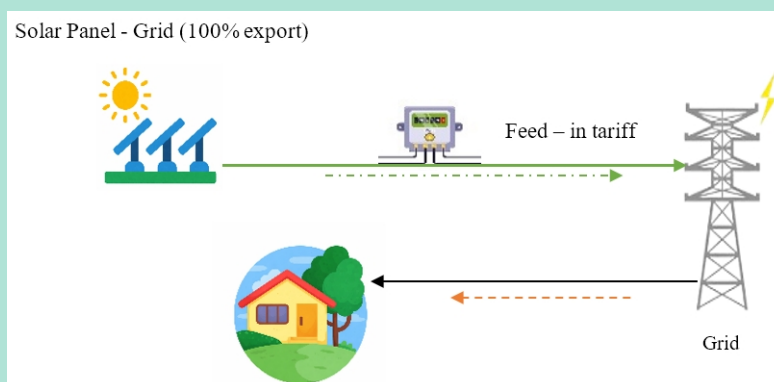 Solar Panel - Grid (100% export)
Feed – in tariff
Grid